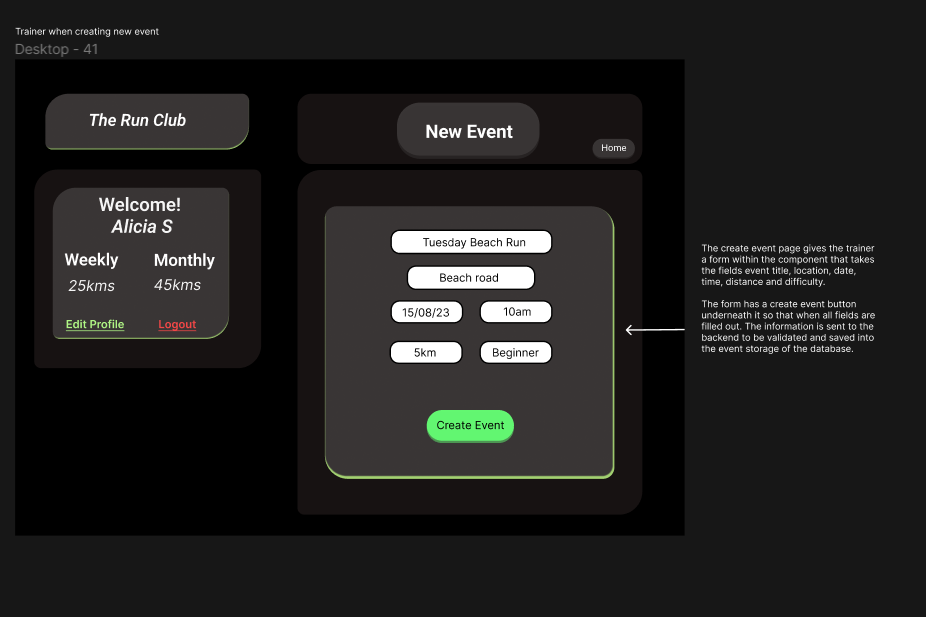 Trainer when creating new event
Desktop - 41
The Run Club
New Event
Home
Welcome!
Alicia S
Weekly
Monthly
25kms
45kms
Edit Profile
Logout
Tuesday Beach Run
Beach road
15/08/23
10am
5km
Beginner
Create Event
The create event page gives the trainer
a form within the component that takes
the fields event title, location, date,
time, distance and difficulty.
The form has a create event button
underneath it so that when all fields are
filled out. The information is sent to the
backend to be validated and saved into
the event storage of the database.